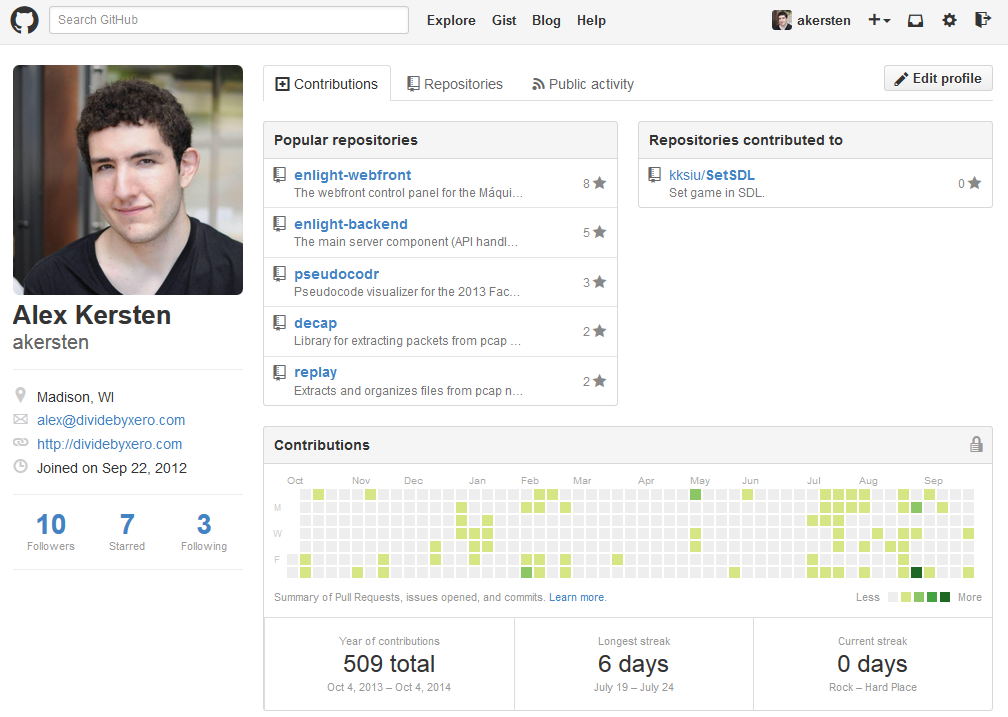 Search GitHub
Explore Gist Blog Help
akersten
Contributions Repositories Public activity
Edit profile
Alex Kersten
akersten
Madison, WI
alex@dividebyxero.com
http://dividebyxero.com
Joined on Sep 22, 2012
10 7 3
Followers Starred Following
Popular repositories
enlight-webfront
The webfront control panel for the Máqui...
8
enlight-backend
The main server component (API handl...
5
pseudocodr
Pseudocode visualizer for the 2013 Fac...
3
decap
Library for extracting packets from pcap ...
2
replay
Extracts and organizes files from pcap n...
2
Repositories contributed to
kksiu/SetSDL
Set game in SDL.
0
Contributions
Oct Nov Dec Jan Feb Mar Apr May Jun Jul Aug Sep
M
W
F
Summary of Pull Requests, issues opened, and commits. Learn more.
Less More
Year of contributions
509 total
Oct 4, 2013 – Oct 4, 2014
Longest streak
6 days
July 19 – July 24
Current streak
0 days
Rock – Hard Place